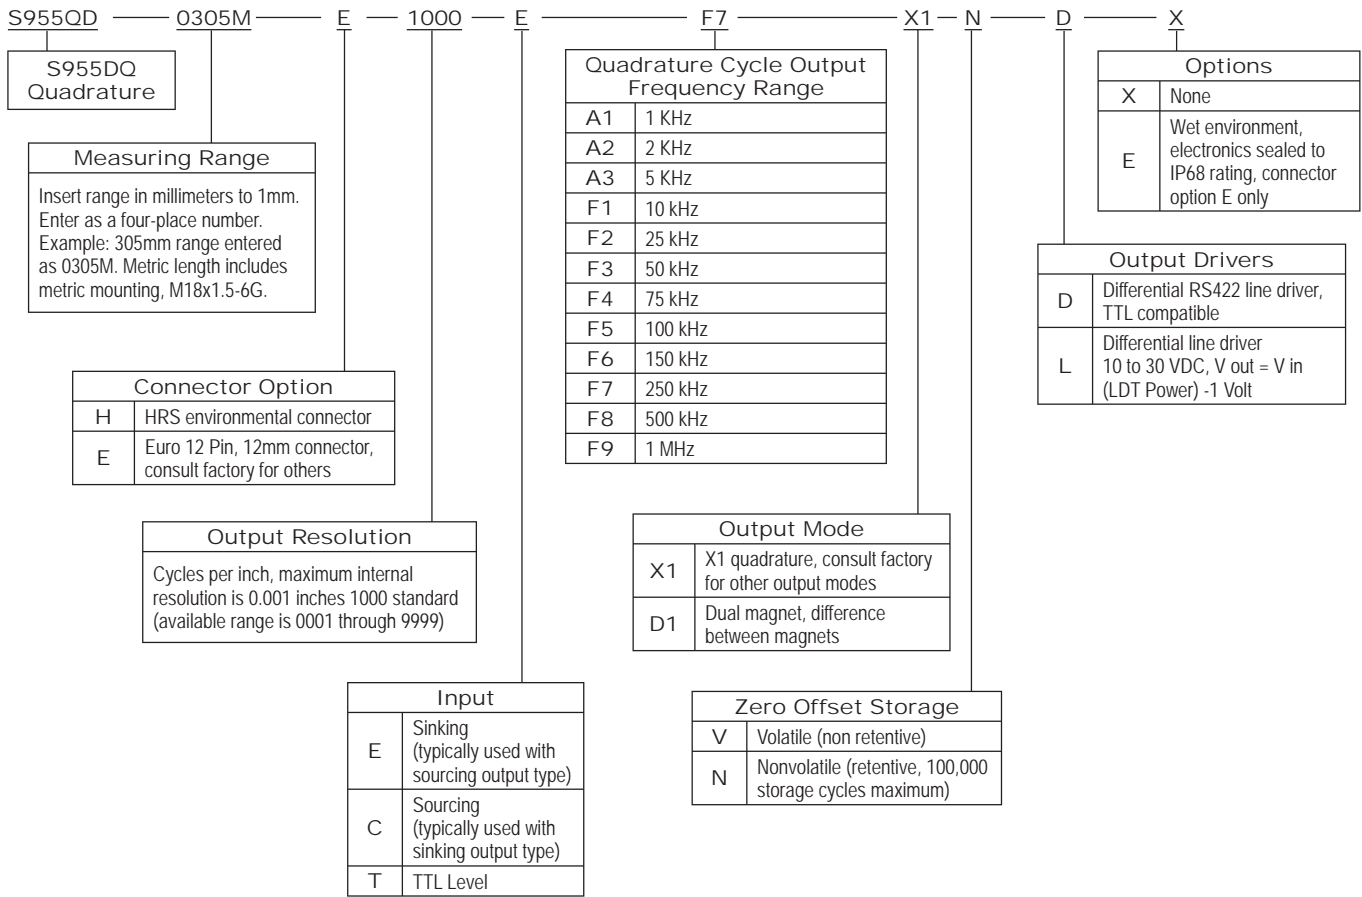 S955QD 0305M E 1000 E F7 X1 N D X
S955DQ
Quadrature
Measuring Range
Insert range in millimeters to 1mm.
Enter as a four-place number.
Example: 305mm range entered
as 0305M. Metric length includes
metric mounting, M18x1.5-6G.
Connector Option
H HRS environmental connector
E Euro 12 Pin, 12mm connector,
consult factory for others
Output Resolution
Cycles per inch, maximum internal
resolution is 0.001 inches 1000 standard
(available range is 0001 through 9999)
Input
E Sinking
(typically used with
sourcing output type)
C Sourcing
(typically used with
sinking output type)
T TTL Level
Quadrature Cycle Output
Frequency Range
A1 1 KHz
A2 2 KHz
A3 5 KHz
F1 10 kHz
F2 25 kHz
F3 50 kHz
F4 75 kHz
F5 100 kHz
F6 150 kHz
F7 250 kHz
F8 500 kHz
F9 1 MHz
Output Mode
X1 X1 quadrature, consult factory
for other output modes
D1 Dual magnet, difference
between magnets
Zero Offset Storage
V Volatile (non retentive)
N Nonvolatile (retentive, 100,000
storage cycles maximum)
Output Drivers
D Differential RS422 line driver,
TTL compatible
L Differential line driver
10 to 30 VDC, V out = V in
(LDT Power) -1 Volt
Options
X None
E Wet environment,
electronics sealed to
IP68 rating, connector
option E only